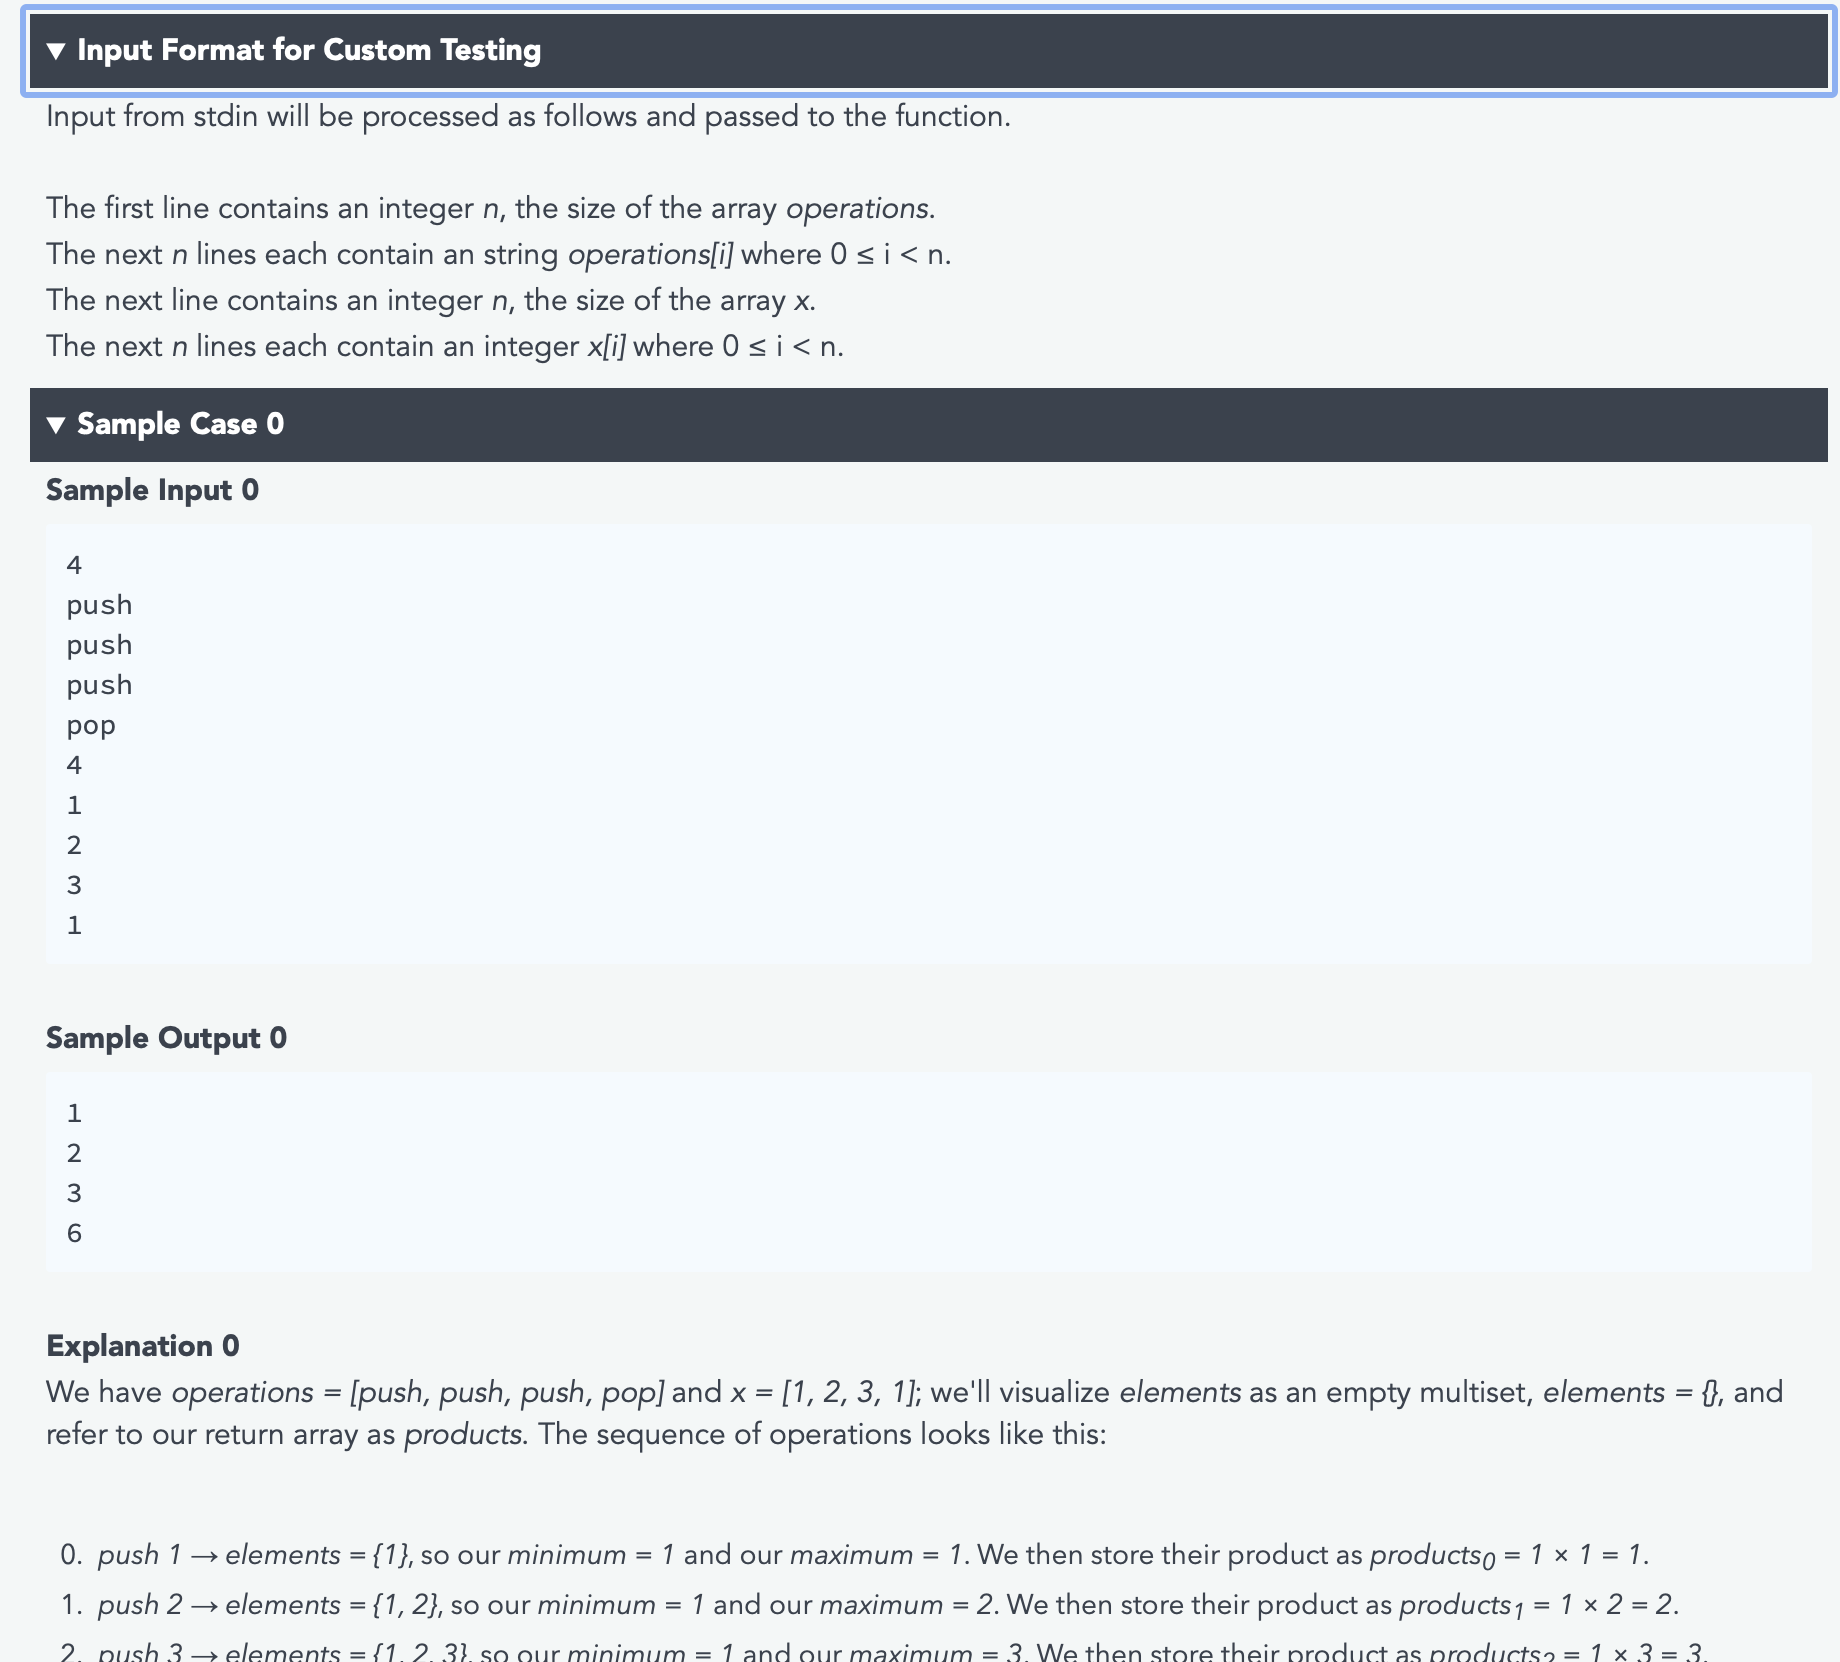 ▼ Input Format for Custom Testing
Input from stdin will be processed as follows and passed to the function.
The first line contains an integer n, the size of the array operations.
The next n lines each contain an string operations[i] where 0 ≤ i < n.
The next line contains an integer n, the size of the array x.
The next n lines each contain an integer x[i] where 0 ≤ i < n.
▼ Sample Case 0
Sample Input 0
4
push
push
push
pop
4
1
2
3
1
Sample Output 0
1
2
3
6
Explanation 0
We have operations = [push, push, push, pop] and x = [1, 2, 3, 1]; we'll visualize elements as an empty multiset, elements = {}, and
refer to our return array as products. The sequence of operations looks like this:
0. push 1 → elements = {1}, so our minimum = 1 and our maximum = 1. We then store their product as products0 = 1 × 1 = 1.
1. push 2 → elements = {1, 2}, so our minimum = 1 and our maximum = 2. We then store their product as products1 = 1 × 2 = 2.
2. push 3 → elements = {1, 2, 3}, so our minimum = 1 and our maximum = 3. We then store their product as products2 = 1 × 3 = 3.